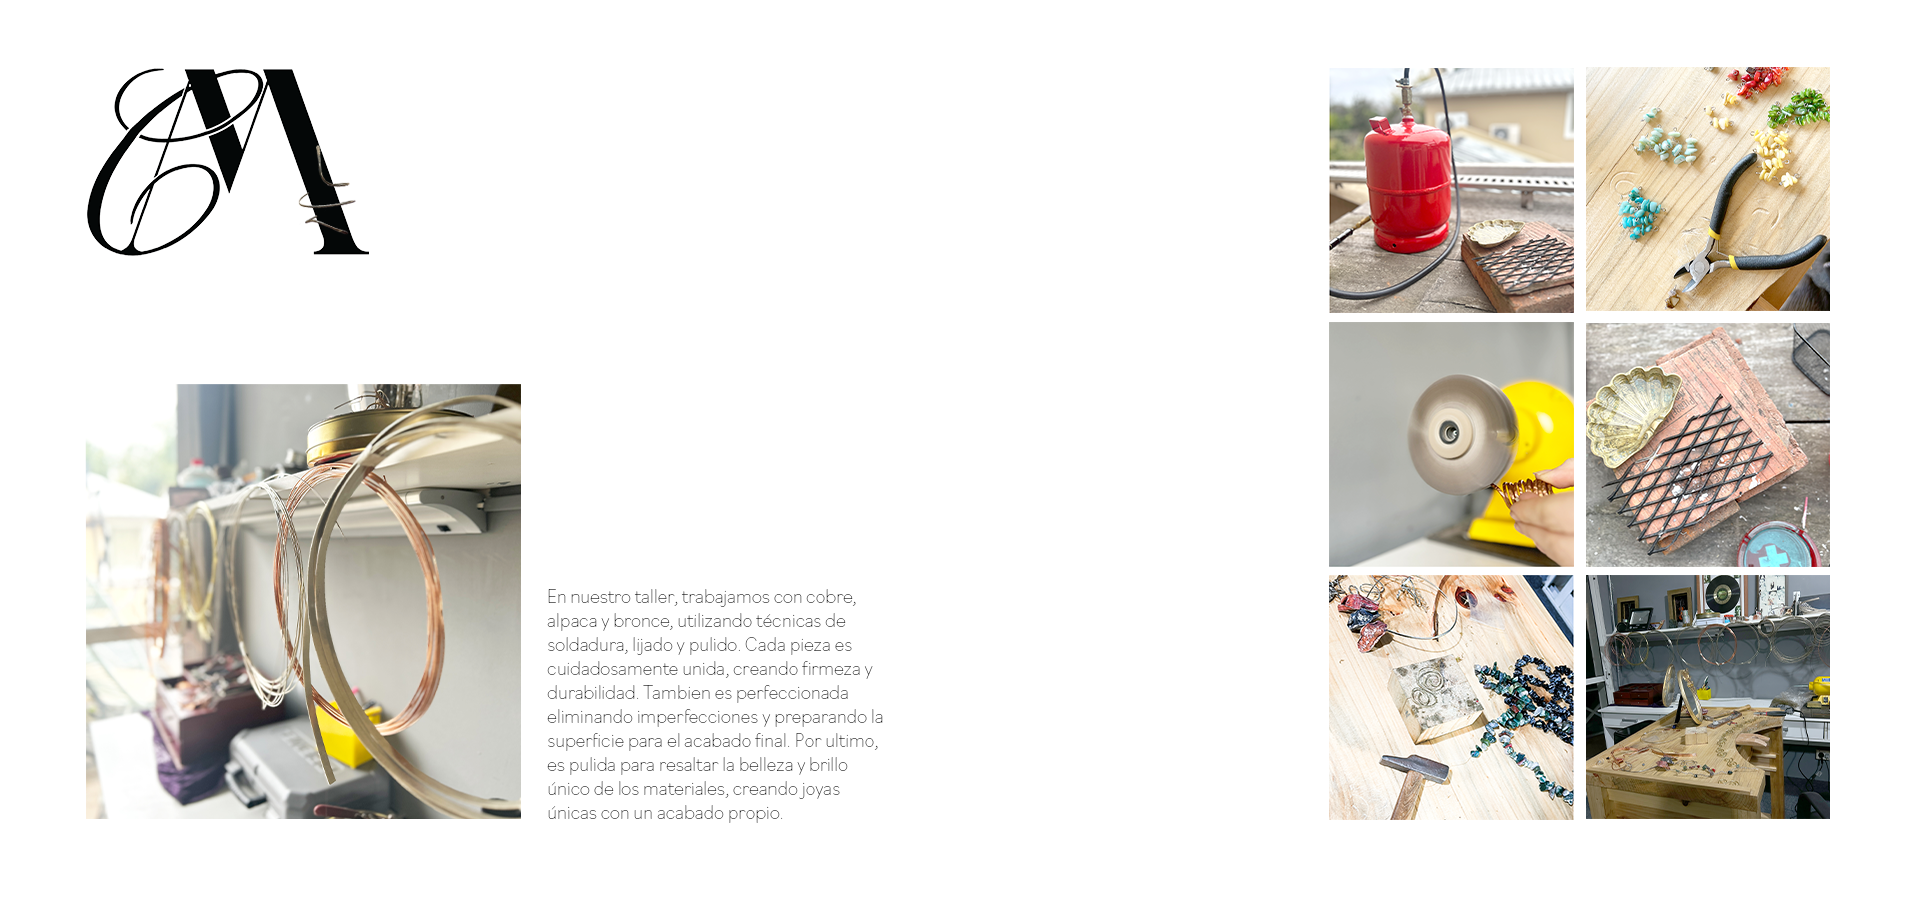 En nuestro taller, trabajamos con cobre,
alpaca y bronce, utilizando técnicas de
soldadura, lijado y pulido. Cada pieza es
cuidadosamente unida, creando firmeza y
durabilidad. Tambien es perfeccionada
eliminando imperfecciones y preparando la
superficie para el acabado final. Por ultimo,
es pulida para resaltar la belleza y brillo
único de los materiales, creando joyas
únicas con un acabado propio.